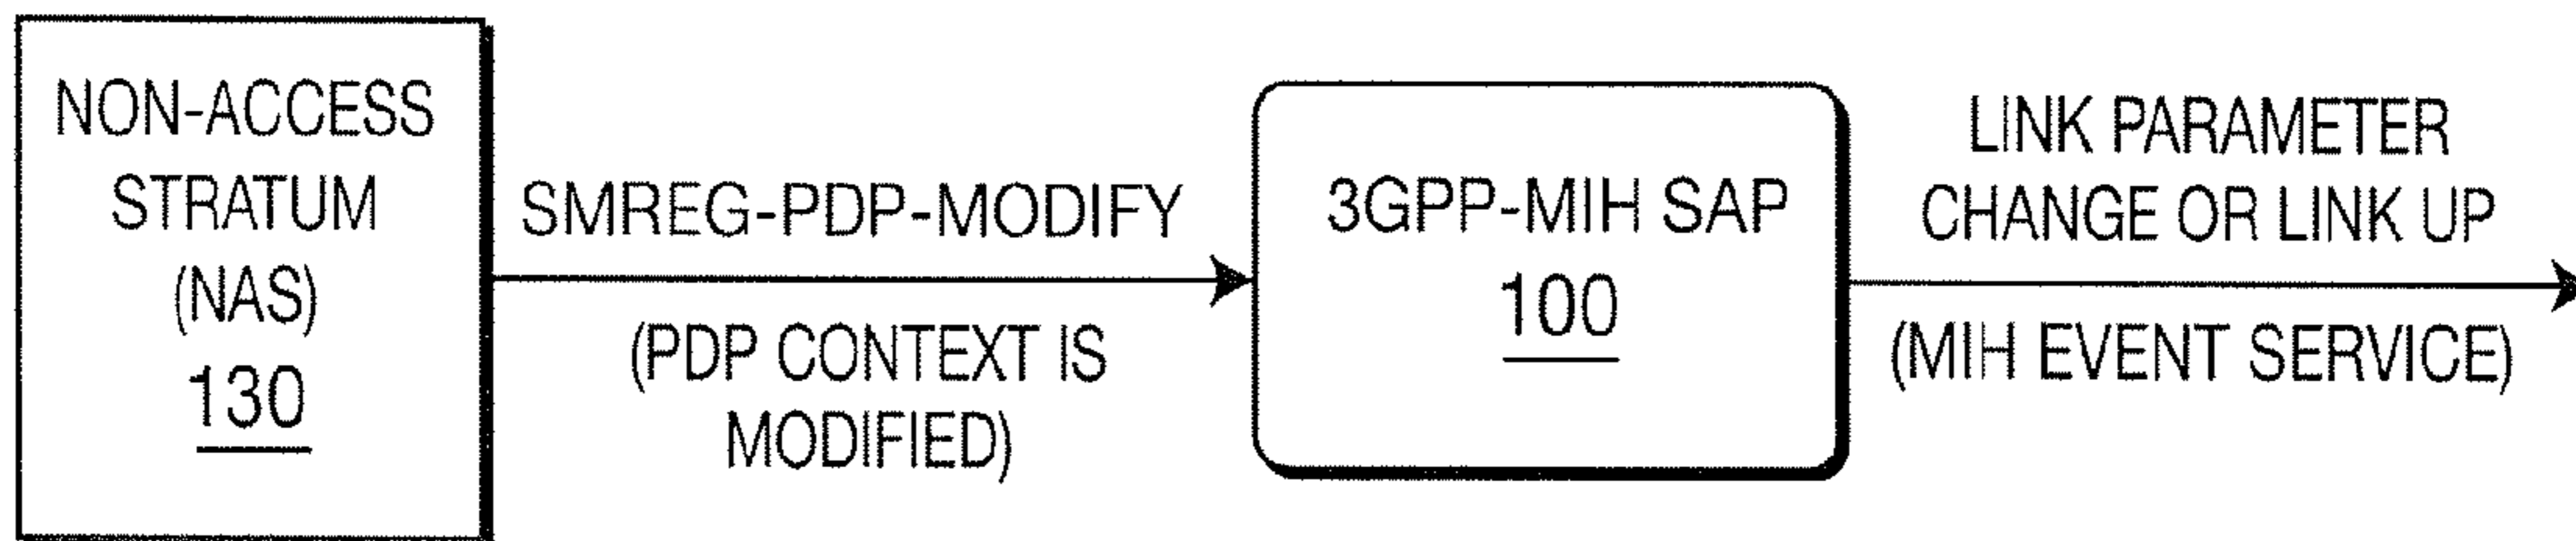 NON-ACCESS
STRATUM
(NAS)
130
SMREG-PDP-MODIFY
(PDP CONTEXT IS
MODIFIED)
3GPP-MIH SAP
100
LINK PARAMETER
CHANGE OR LINK UP
(MIH EVENT SERVICE)